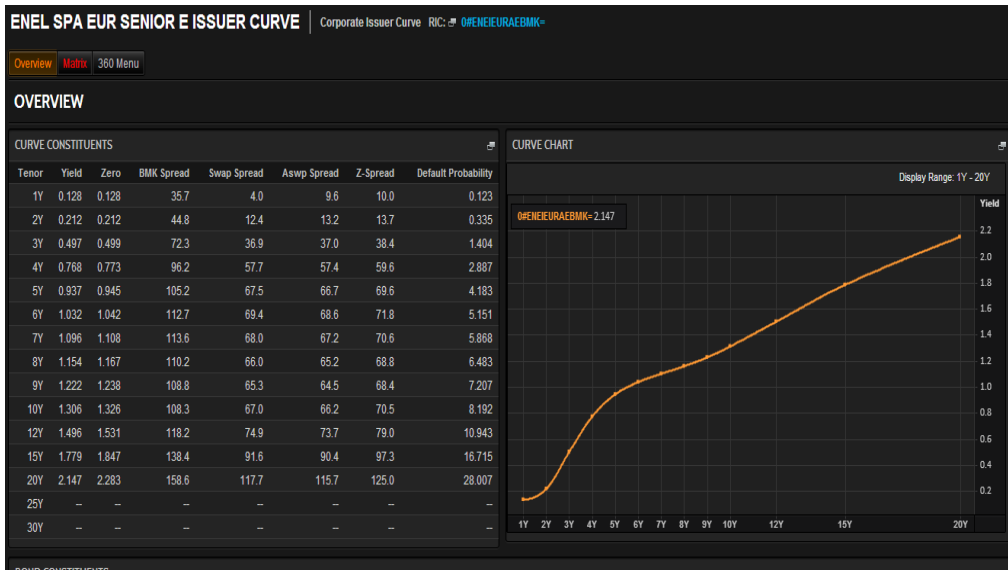 ENEL SPA EUR SENIOR E ISSUER CURVE | Corporate Issuer Curve RIC: 0#ENEIEURAEBMK=
Overview Matrix 360 Menu
OVERVIEW
CURVE CONSTITUENTS
Tenor Yield Zero BMK Spread Swap Spread Aswp Spread Z-Spread Default Probability
1Y 0.128 0.128 35.7 4.0 9.6 10.0 0.123
2Y 0.212 0.212 44.8 12.4 13.2 13.7 0.335
3Y 0.497 0.499 72.3 36.9 37.0 38.4 1.404
4Y 0.768 0.773 96.2 57.7 57.4 59.6 2.887
5Y 0.937 0.945 105.2 67.5 66.7 69.6 4.183
6Y 1.032 1.042 112.7 69.4 68.6 71.8 5.151
7Y 1.096 1.108 113.6 68.0 67.2 70.6 5.868
8Y 1.154 1.167 110.2 66.0 65.2 68.8 6.483
9Y 1.222 1.238 108.8 65.3 64.5 68.4 7.207
10Y 1.306 1.326 108.3 67.0 66.2 70.5 8.192
12Y 1.496 1.531 118.2 74.9 73.7 79.0 10.943
15Y 1.779 1.847 138.4 91.6 90.4 97.3 16.715
20Y 2.147 2.283 158.6 117.7 115.7 125.0 28.007
25Y -- -- -- -- -- -- --
30Y -- -- -- -- -- -- --
CURVE CHART
Display Range: 1Y - 20Y
Yield
0#ENEIEURAEBMK= 2.147
2.2
2.0
1.8
1.6
1.4
1.2
1.0
0.8
0.6
0.4
0.2
1Y 2Y 3Y 4Y 5Y 6Y 7Y 8Y 9Y 10Y 12Y 15Y 20Y
BOND CONSTITUENTS